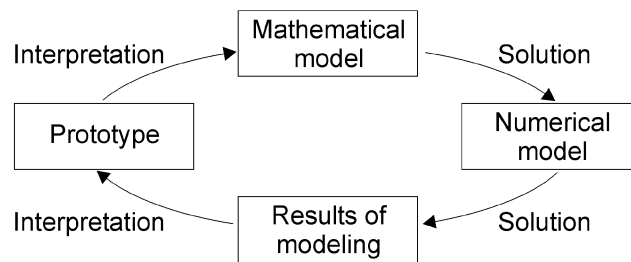 Mathematical
model
Interpretation
Solution
Prototype
Numerical
model
Interpretation
Results of
modeling
Solution